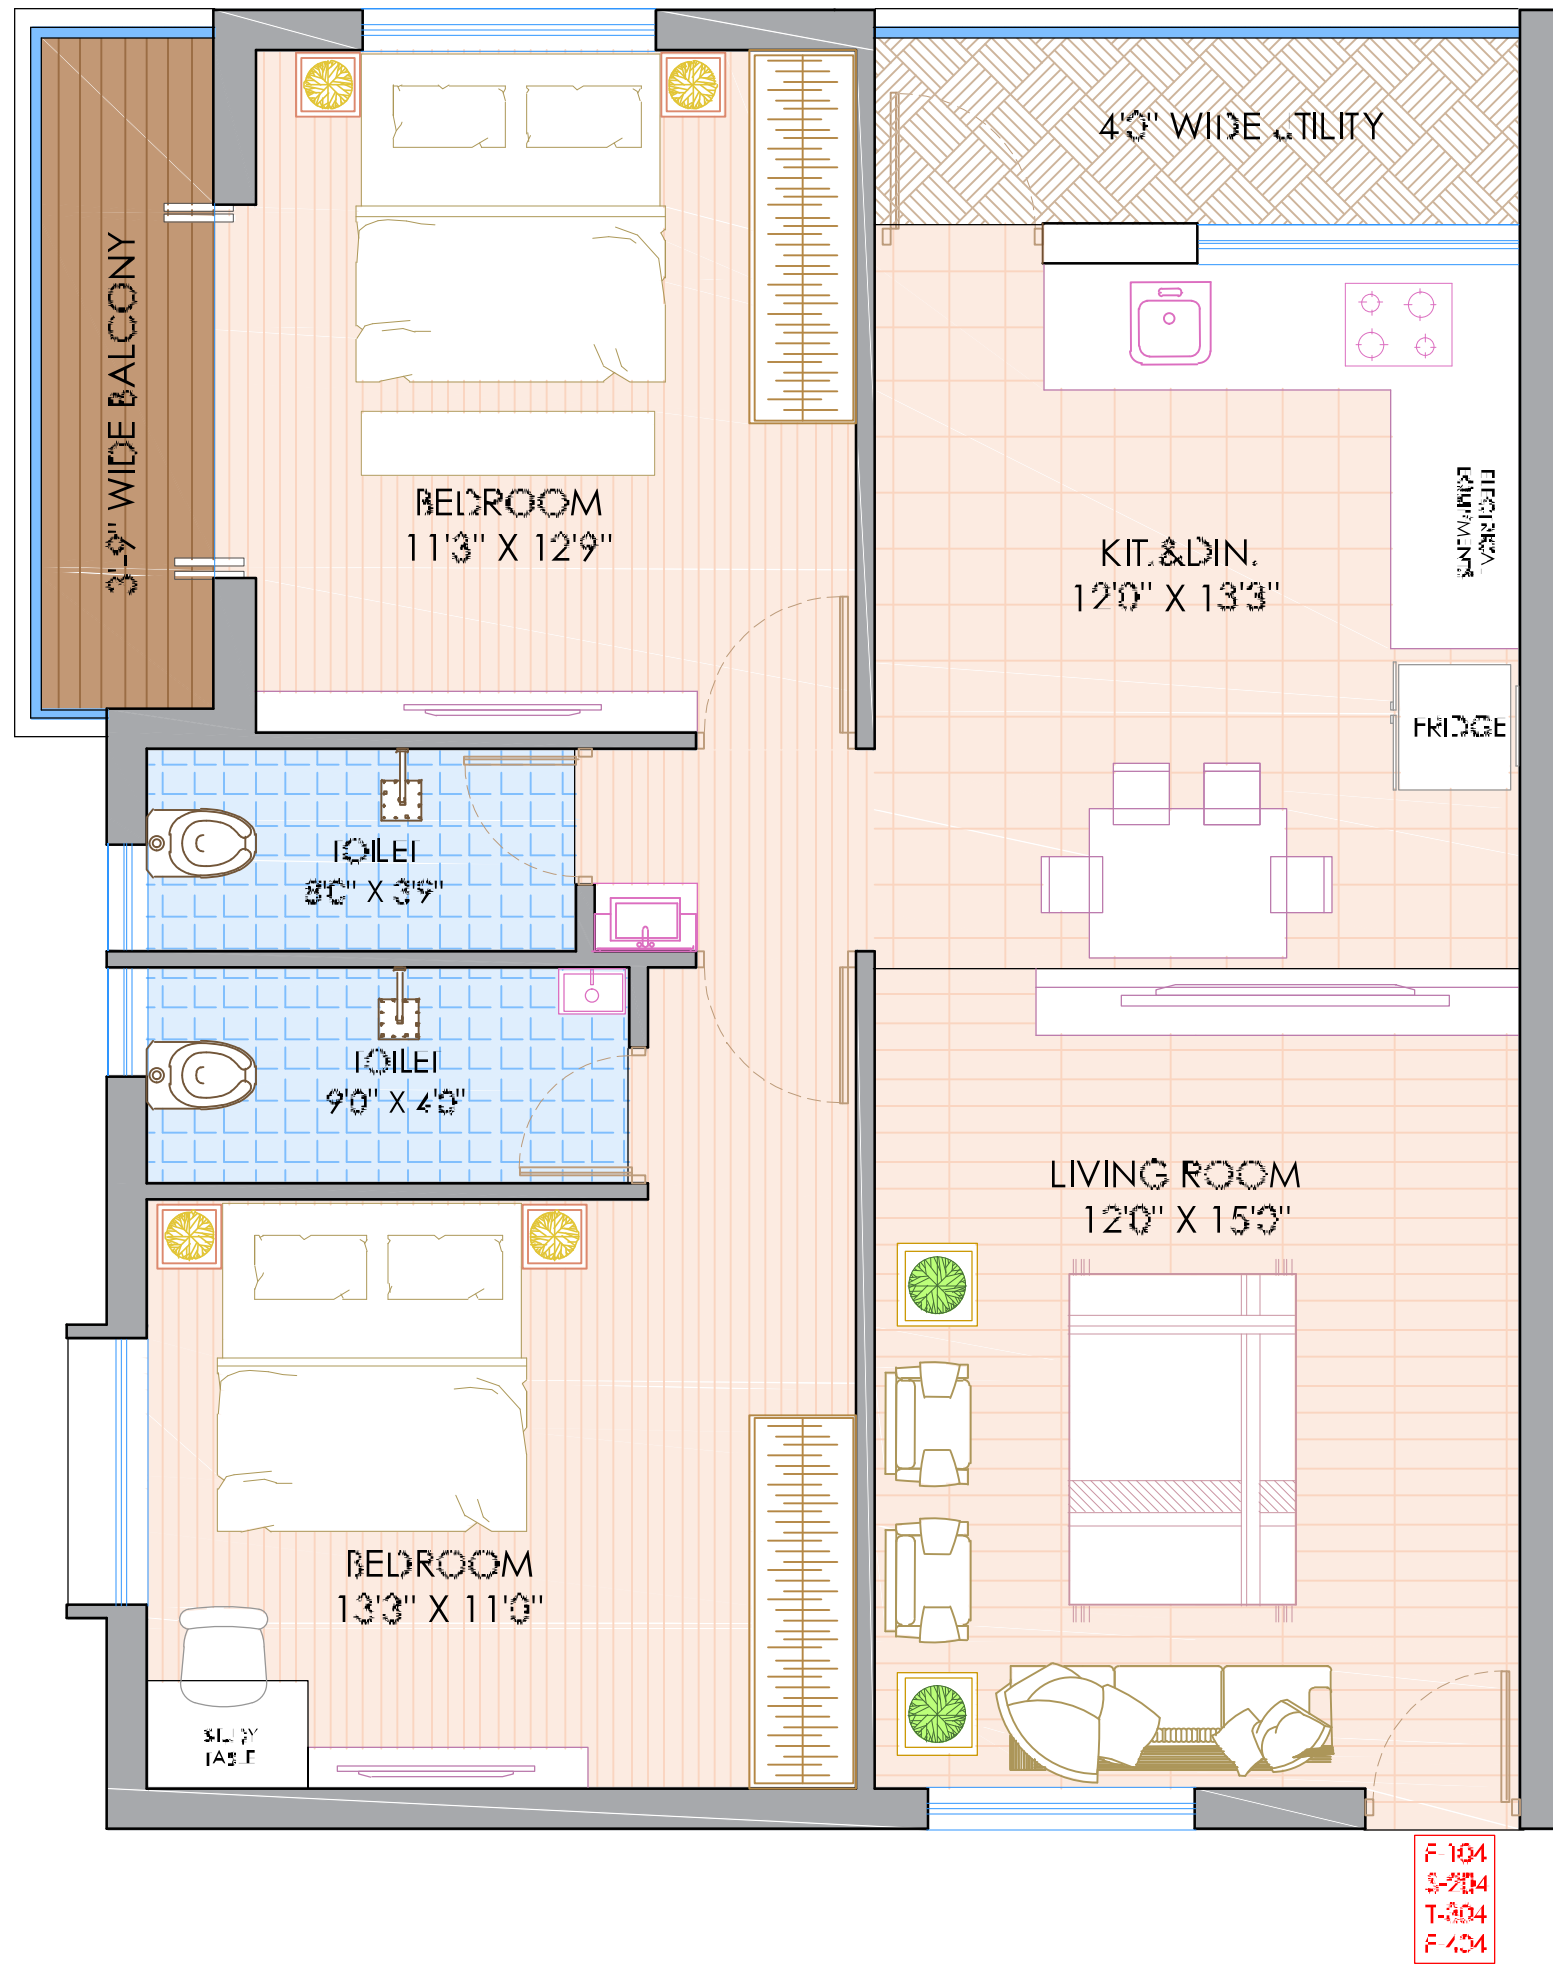 4'0" WIDE UTILITY
3'-9" WIDE BALCONY
BEDROOM
11'3" X 12'9"
ELECTRICAL
EQUIPMENTS
KIT.&DIN.
12'0" X 13'3"
FRIDGE
TOILET
8'0" X 3'9"
TOILET
9'0" X 4'0"
LIVING ROOM
12'0" X 15'0"
BEDROOM
13'3" X 11'0"
STUDY
TABLE
F-104
S-204
T-304
F-404